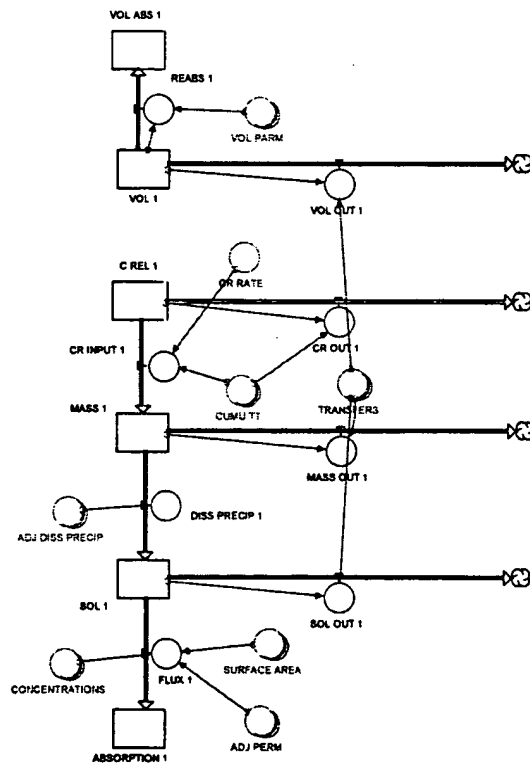 VOL ABS 1
REABS 1
VOL PARM
VOL 1
VOL OUT 1
C REL 1
CR RATE
CR INPUT 1
CR OUT 1
CUMU TT
TRANSFER3
MASS 1
MASS OUT 1
ADJ DISS PRECIP
DISS PRECIP 1
SOL 1
SOL OUT 1
CONCENTRATIONS
FLUX 1
SURFACE AREA
ADJ PERM
ABSORPTION 1